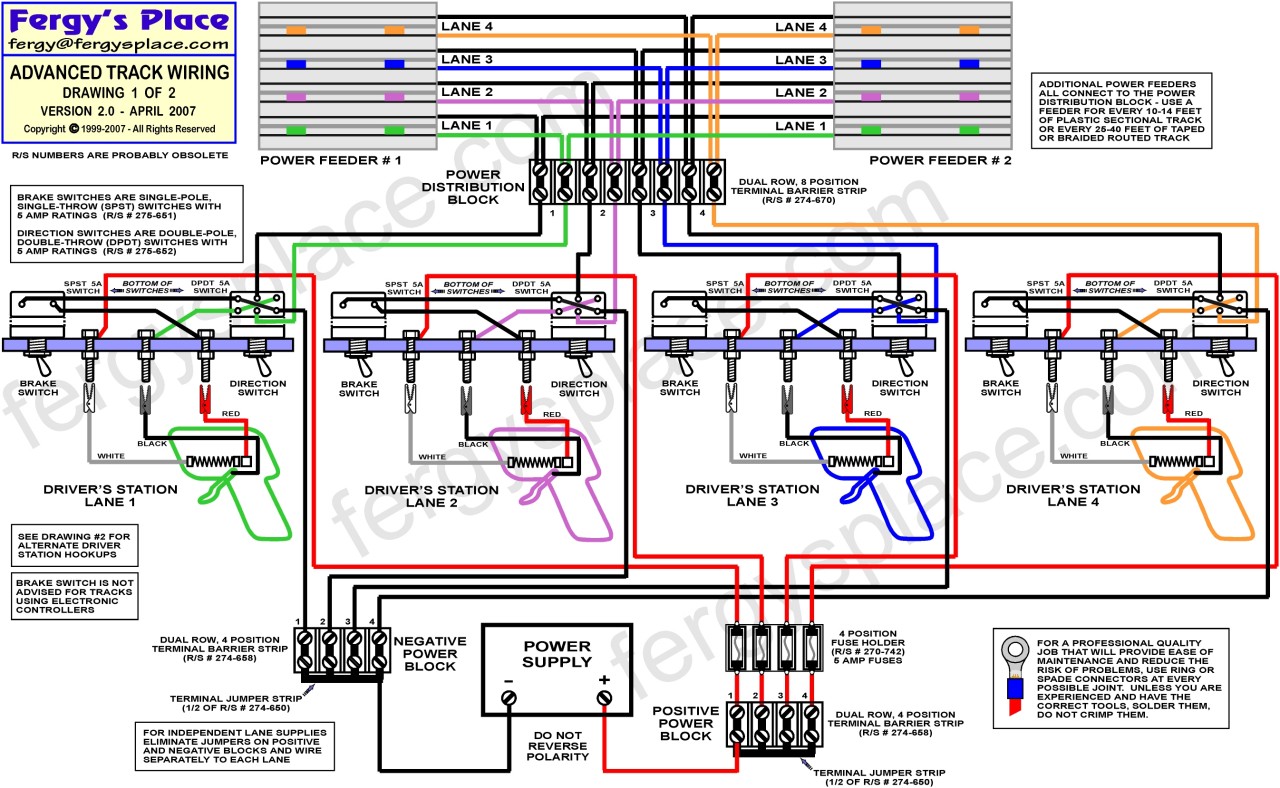 Fergy's Place
fergy@fergysplace.com
ADVANCED TRACK WIRING
DRAWING 1 OF 2
VERSION 2.0 - APRIL 2007
Copyright © 1999-2007 - All Rights Reserved
R/S NUMBERS ARE PROBABLY OBSOLETE
LANE 4
LANE 3
LANE 2
LANE 1
LANE 4
LANE 3
LANE 2
LANE 1
POWER FEEDER # 1
POWER FEEDER # 2
ADDITIONAL POWER FEEDERS
ALL CONNECT TO THE POWER
DISTRIBUTION BLOCK - USE A
FEEDER FOR EVERY 10-14 FEET
OF PLASTIC SECTIONAL TRACK
OR EVERY 25-40 FEET OF TAPED
OR BRAIDED ROUTED TRACK
POWER
DISTRIBUTION
BLOCK
1 2 3 4
DUAL ROW, 8 POSITION
TERMINAL BARRIER STRIP
(R/S # 274-670)
BRAKE SWITCHES ARE SINGLE-POLE,
SINGLE-THROW (SPST) SWITCHES WITH
5 AMP RATINGS (R/S # 275-651)
DIRECTION SWITCHES ARE DOUBLE-POLE,
DOUBLE-THROW (DPDT) SWITCHES WITH
5 AMP RATINGS (R/S # 275-652)
SPST 5A
SWITCH
BOTTOM OF
SWITCHES
DPDT 5A
SWITCH
SPST 5A
SWITCH
BOTTOM OF
SWITCHES
DPDT 5A
SWITCH
SPST 5A
SWITCH
BOTTOM OF
SWITCHES
DPDT 5A
SWITCH
SPST 5A
SWITCH
BOTTOM OF
SWITCHES
DPDT 5A
SWITCH
BRAKE
SWITCH
DIRECTION
SWITCH
BRAKE
SWITCH
DIRECTION
SWITCH
BRAKE
SWITCH
DIRECTION
SWITCH
BRAKE
SWITCH
DIRECTION
SWITCH
RED
BLACK
WHITE
RED
BLACK
WHITE
RED
BLACK
WHITE
RED
BLACK
WHITE
DRIVER'S STATION
LANE 1
DRIVER'S STATION
LANE 2
DRIVER'S STATION
LANE 3
DRIVER'S STATION
LANE 4
SEE DRAWING #2 FOR
ALTERNATE DRIVER
STATION HOOKUPS
BRAKE SWITCH IS NOT
ADVISED FOR TRACKS
USING ELECTRONIC
CONTROLLERS
1 2 3 4
DUAL ROW, 4 POSITION
TERMINAL BARRIER STRIP
(R/S # 274-658)
NEGATIVE
POWER
BLOCK
TERMINAL JUMPER STRIP
(1/2 OF R/S # 274-650)
FOR INDEPENDENT LANE SUPPLIES
ELIMINATE JUMPERS ON POSITIVE
AND NEGATIVE BLOCKS AND WIRE
SEPARATELY TO EACH LANE
POWER
SUPPLY
- +
DO NOT
REVERSE
POLARITY
4 POSITION
FUSE HOLDER
(R/S # 270-742)
5 AMP FUSES
1 2 3 4
POSITIVE
POWER
BLOCK
DUAL ROW, 4 POSITION
TERMINAL BARRIER STRIP
(R/S # 274-658)
TERMINAL JUMPER STRIP
(1/2 OF R/S # 274-650)
FOR A PROFESSIONAL QUALITY
JOB THAT WILL PROVIDE EASE OF
MAINTENANCE AND REDUCE THE
RISK OF PROBLEMS, USE RING OR
SPADE CONNECTORS AT EVERY
POSSIBLE JOINT. UNLESS YOU ARE
EXPERIENCED AND HAVE THE
CORRECT TOOLS, SOLDER THEM,
DO NOT CRIMP THEM.
fergysplace.com
fergysplace.com
fergysplace.com